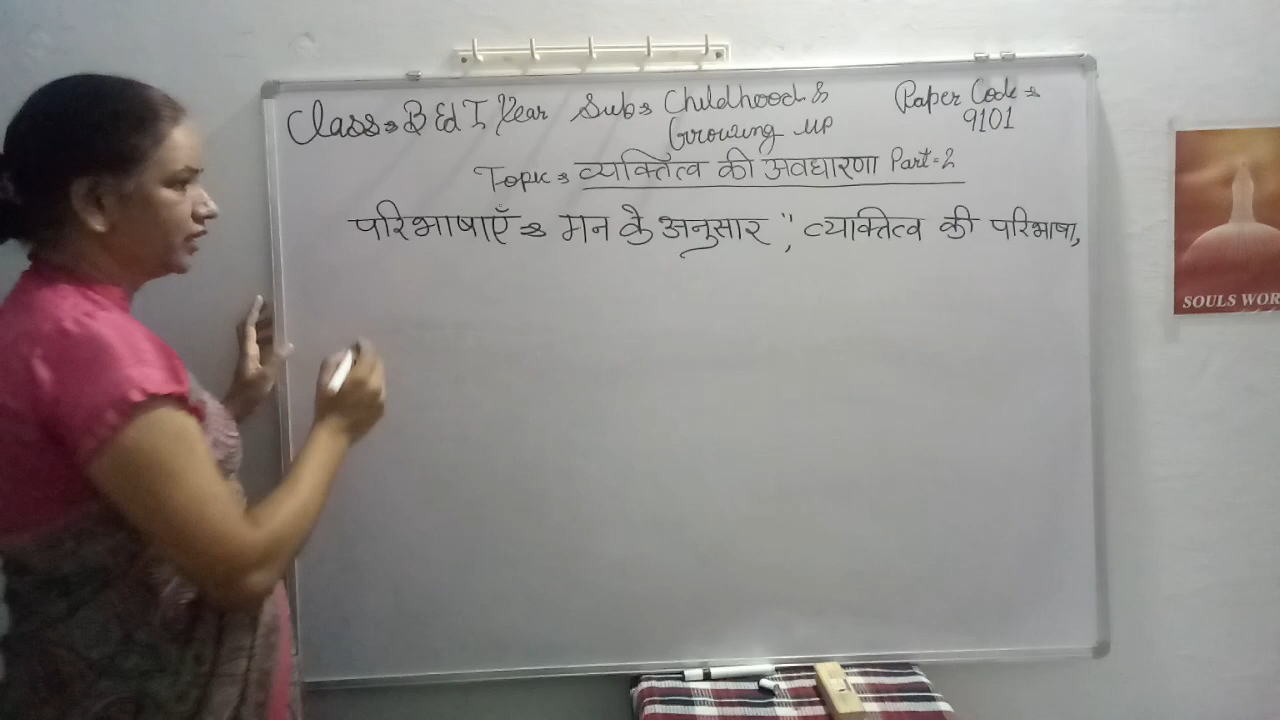 Class → B Ed I Year Sub → Childhood & Growing up Paper Code → 9101
Topic → व्यक्तित्व की अवधारणा Part = 2
परिभाषाएँ → मन के अनुसार ", व्यक्तित्व की परिभाषा,
SOULS WOR